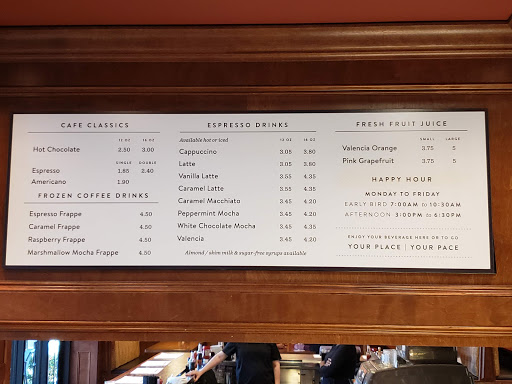 CAFE CLASSICS
12 OZ 16 OZ
Hot Chocolate 2.50 3.00
SINGLE DOUBLE
Espresso 1.85 2.40
Americano 1.90
FROZEN COFFEE DRINKS
Espresso Frappe 4.50
Caramel Frappe 4.50
Raspberry Frappe 4.50
Marshmallow Mocha Frappe 4.50
ESPRESSO DRINKS
Available hot or iced 12 OZ 16 OZ
Cappuccino 3.05 3.80
Latte 3.05 3.80
Vanilla Latte 3.55 4.35
Caramel Latte 3.55 4.35
Caramel Macchiato 3.45 4.20
Peppermint Mocha 3.45 4.20
White Chocolate Mocha 3.45 4.35
Valencia 3.45 4.20
Almond / skim milk & sugar-free syrups available
FRESH FRUIT JUICE
SMALL LARGE
Valencia Orange 3.75 5
Pink Grapefruit 3.75 5
HAPPY HOUR
MONDAY TO FRIDAY
EARLY BIRD 7:00AM to 10:30AM
AFTERNOON 3:00PM to 6:30PM
ENJOY YOUR BEVERAGE HERE OR TO GO
YOUR PLACE | YOUR PACE